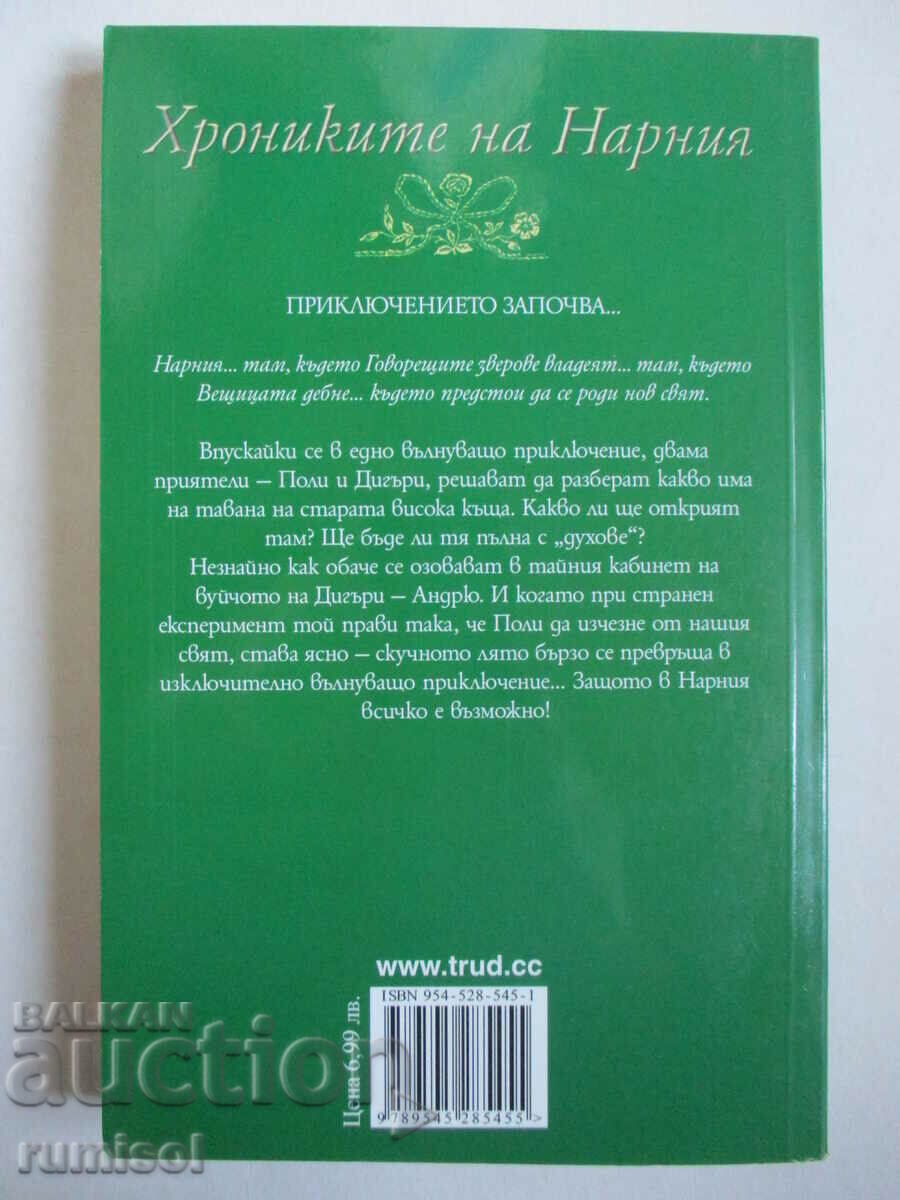 Хрониките на Нарния
ПРИКЛЮЧЕНИЕТО ЗАПОЧВА...
Нарния... там, където Говорещите зверове владеят... там, където
Вещицата дебне... където предстои да се роди нов свят.
Впускайки се в едно вълнуващо приключение, двама
приятели – Поли и Дигъри, решават да разберат какво има
на тавана на старата висока къща. Какво ли ще открият
там? Ще бъде ли тя пълна с „духове“?
Незнайно как обаче се озовават в тайния кабинет на
вуйчото на Дигъри – Андрю. И когато при странен
експеримент той прави така, че Поли да изчезне от нашия
свят, става ясно – скучното лято бързо се превръща в
изключително вълнуващо приключение... Защото в Нарния
всичко е възможно!
www.trud.cc
ISBN 954-528-545-1
Цена 6,99 лв.
9 789545 285455 >
BALKAN
auction
rumisol